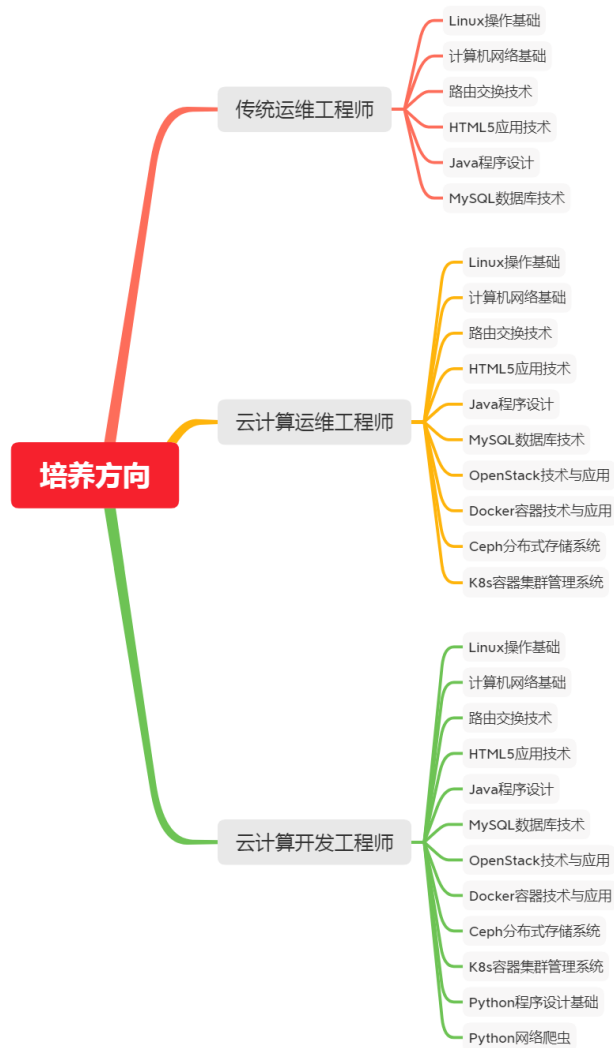 培养方向
传统运维工程师
Linux操作基础
计算机网络基础
路由交换技术
HTML5应用技术
Java程序设计
MySQL数据库技术
云计算运维工程师
Linux操作基础
计算机网络基础
路由交换技术
HTML5应用技术
Java程序设计
MySQL数据库技术
OpenStack技术与应用
Docker容器技术与应用
Ceph分布式存储系统
K8s容器集群管理系统
云计算开发工程师
Linux操作基础
计算机网络基础
路由交换技术
HTML5应用技术
Java程序设计
MySQL数据库技术
OpenStack技术与应用
Docker容器技术与应用
Ceph分布式存储系统
K8s容器集群管理系统
Python程序设计基础
Python网络爬虫